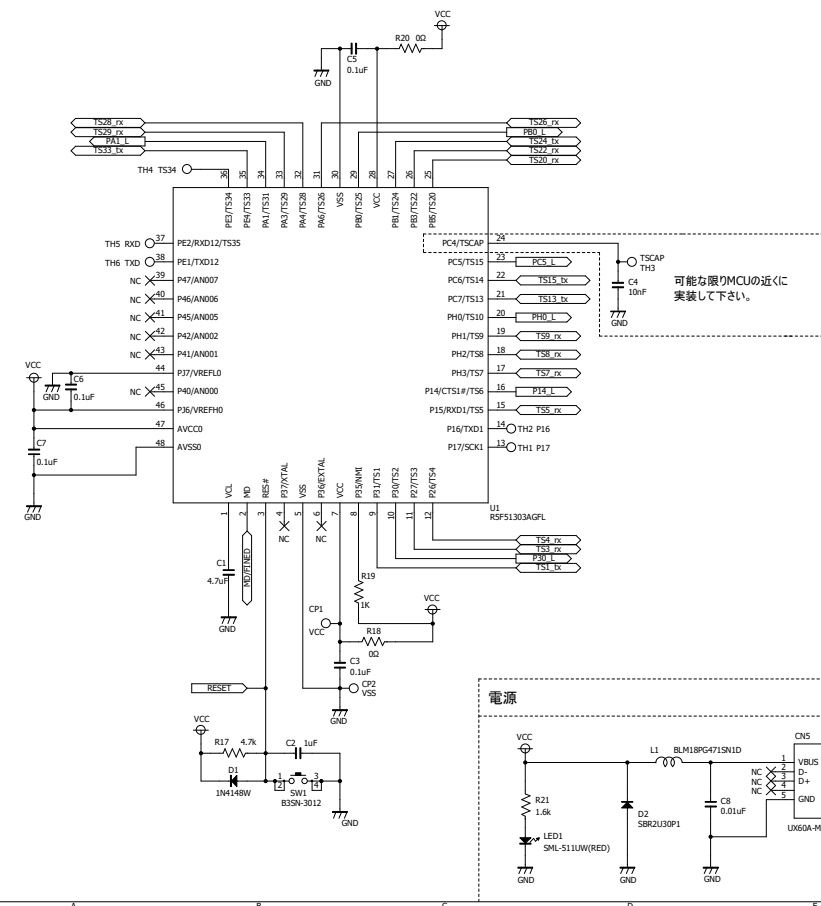 VCC
R20 0Ω
C5
0.1uF
GND
TS28_rx
TS29_rx
PA1_L
TS33_tx
TS26_rx
PB0_L
TS24_tx
TS22_rx
TS20_rx
TH4 TS34
36
35
34
33
32
31
30
29
28
27
26
25
PE3/TS34
PE4/TS33
PA1/TS31
PA3/TS29
PA4/TS28
PA6/TS26
VSS
PB0/TS25
VCC
PB1/TS24
PB3/TS22
PB5/TS20
TH5 RXD
37
PE2/RXD12/TS35
TH6 TXD
38
PE1/TXD12
NC
39
P47/AN007
NC
40
P46/AN006
NC
41
P45/AN005
NC
42
P42/AN002
NC
43
P41/AN001
44
PJ7/VREFL0
NC
45
P40/AN000
46
PJ6/VREFH0
47
AVCC0
48
AVSS0
VCC
GND
C6
0.1uF
C7
0.1uF
GND
PC4/TSCAP
24
PC5/TS15
23
PC5_L
PC6/TS14
22
TS15_tx
PC7/TS13
21
TS13_tx
PH0/TS10
20
PH0_L
PH1/TS9
19
TS9_rx
PH2/TS8
18
TS8_rx
PH3/TS7
17
TS7_rx
P14/CTS1#/TS6
16
P14_L
P15/RXD1/TS5
15
TS5_rx
P16/TXD1
14
TH2 P16
P17/SCK1
13
TH1 P17
TSCAP
TH3
C4
10nF
GND
可能な限りMCUの近くに
実装して下さい。
VCL
MD
RES#
P37/XTAL
VSS
P36/EXTAL
VCC
P35/NMI
P31/TS1
P30/TS2
P27/TS3
P26/TS4
1
2
3
4
5
6
7
8
9
10
11
12
U1
R5F51303AGFL
NC
NC
TS4_rx
TS3_rx
P30_L
TS1_tx
C1
4.7uF
GND
MD/FINED
R19
1K
CP1
VCC
VCC
R18
0Ω
C3
0.1uF
CP2
VSS
GND
RESET
VCC
R17 4.7k
C2 1uF
D1
1N4148W
1
2
3
4
SW1
B3SN-3012
GND
電源
VCC
L1 BLM18PG471SN1D
CN5
1
VBUS
NC
2
D-
NC
3
D+
NC
4
5
GND
UX60A-M
R21
1.6k
LED1
SML-511UW(RED)
GND
D2
SBR2U30P1
GND
C8
0.01uF
GND
A
B
C
D
E